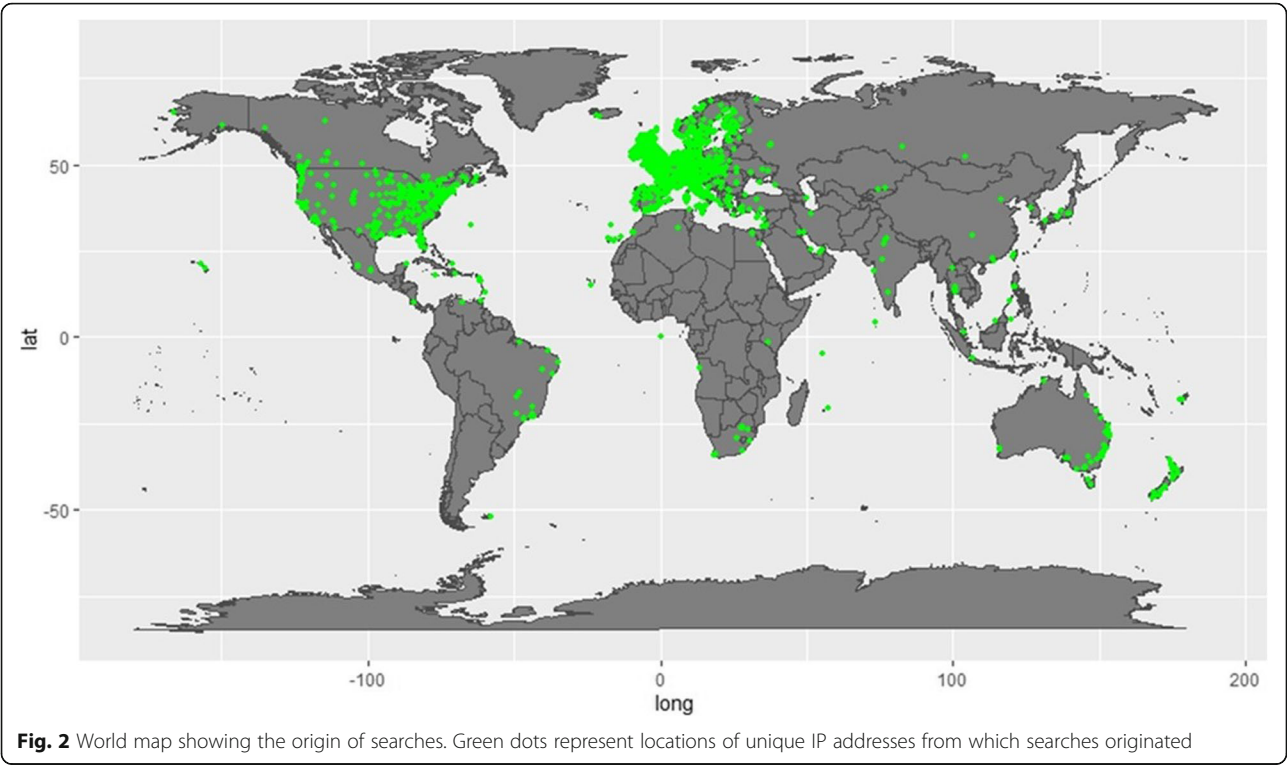 lat
50
0
-50
-100
0
100
200
long
Fig. 2 World map showing the origin of searches. Green dots represent locations of unique IP addresses from which searches originated